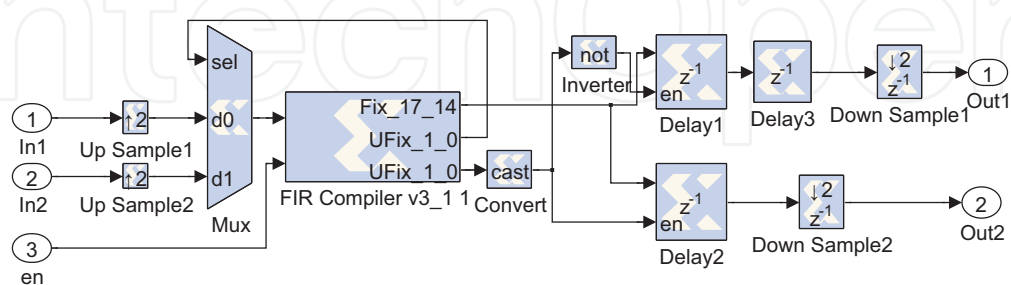 sel
d0
d1
Mux
1
In1
2
In2
3
en
↑2
Up Sample1
↑2
Up Sample2
Fix_17_14
UFix_1_0
UFix_1_0
FIR Compiler v3_1 1
cast
Convert
not
Inverter
z-1
en
Delay1
z-1
Delay3
↓2
z-1
Down Sample1
1
Out1
z-1
en
Delay2
↓2
z-1
Down Sample2
2
Out2